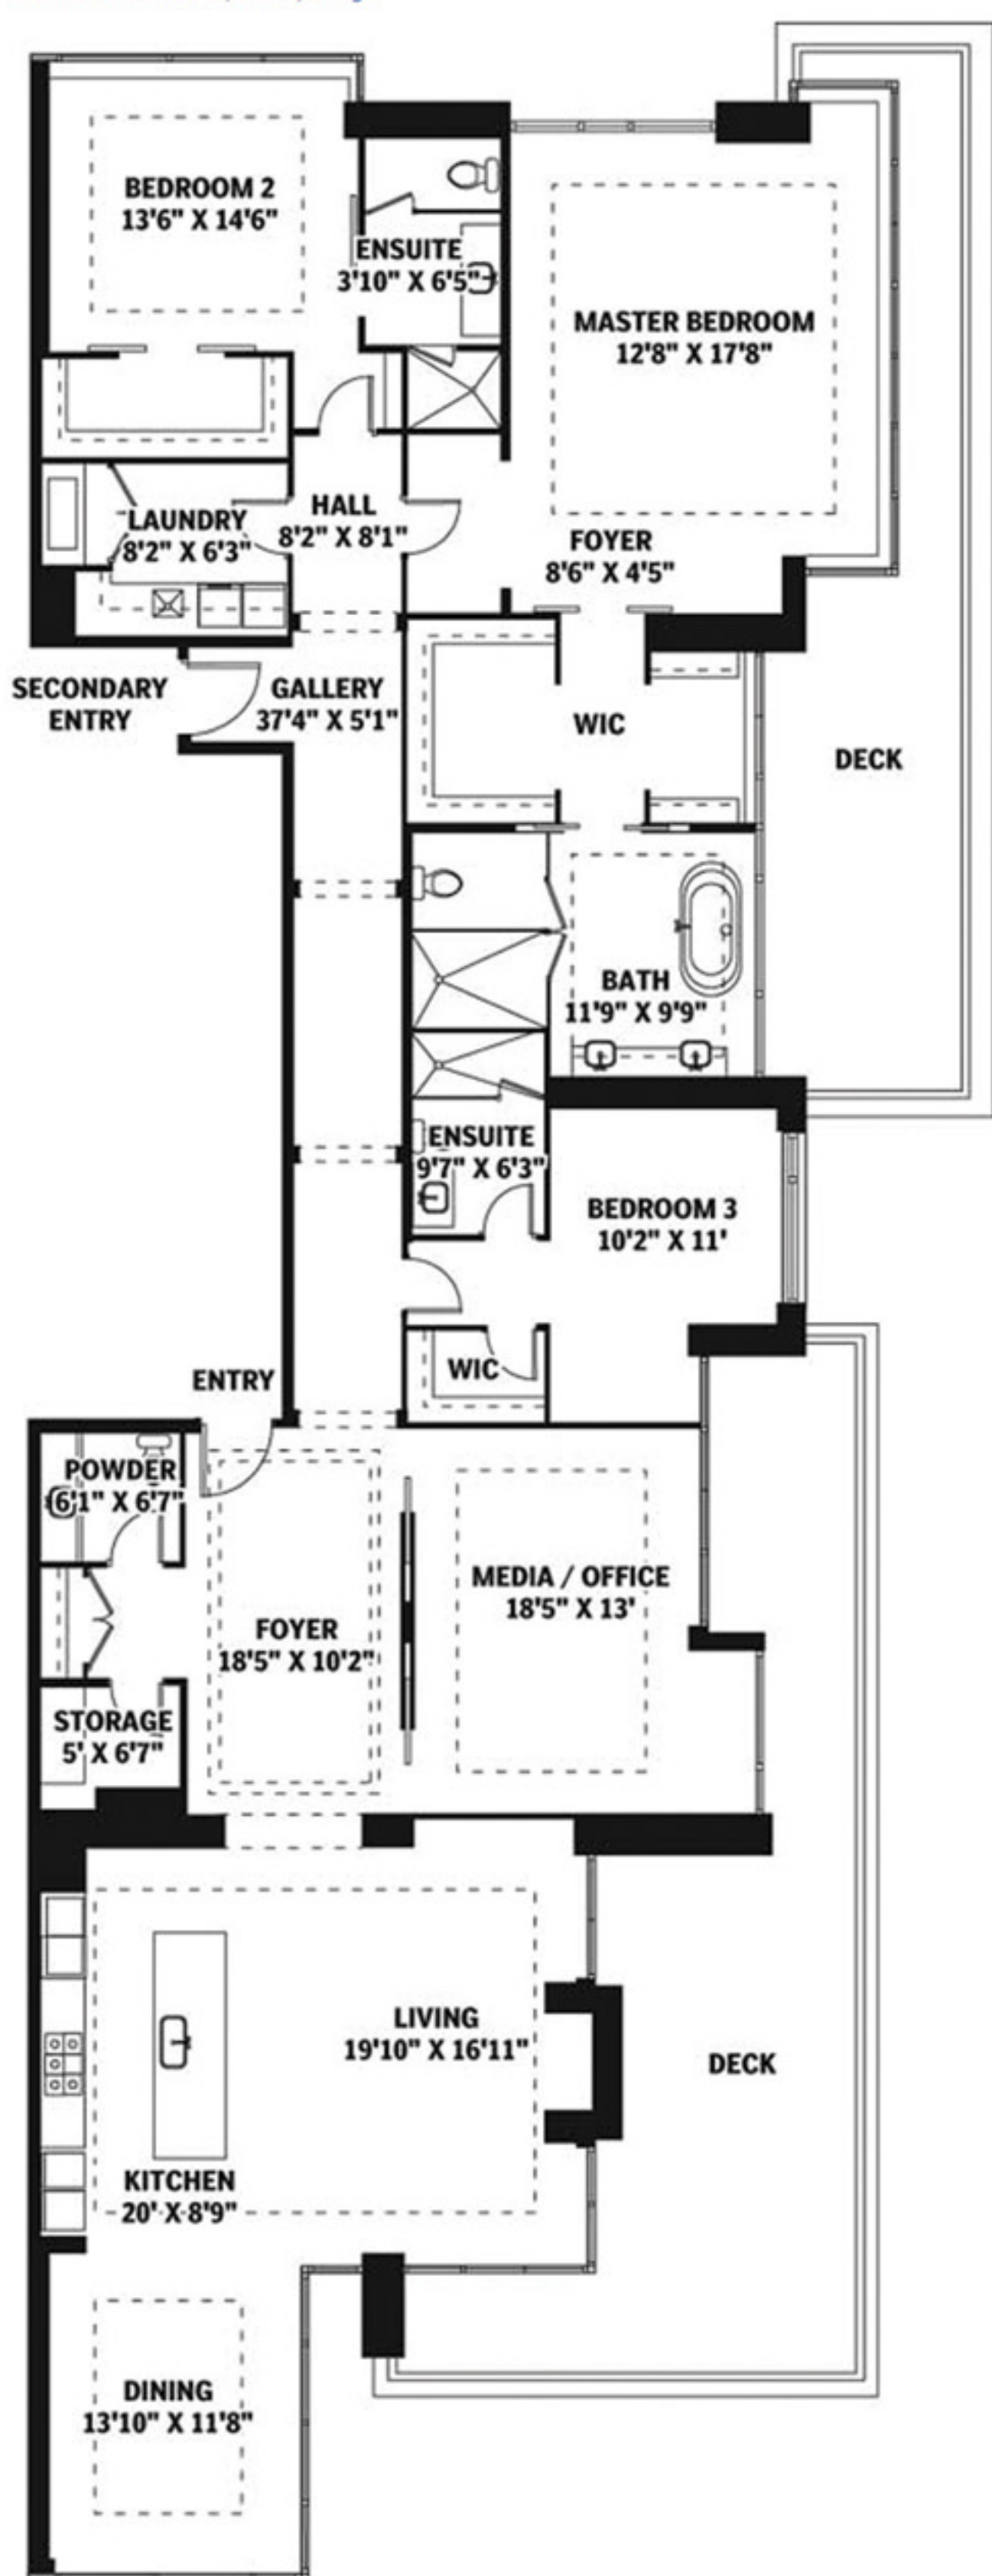 BEDROOM 2
13'6" X 14'6"
ENSUITE
3'10" X 6'5"
MASTER BEDROOM
12'8" X 17'8"
HALL
8'2" X 8'1"
LAUNDRY
8'2" X 6'3"
FOYER
8'6" X 4'5"
SECONDARY
ENTRY
GALLERY
37'4" X 5'1"
WIC
DECK
BATH
11'9" X 9'9"
ENSUITE
9'7" X 6'3"
BEDROOM 3
10'2" X 11'
WIC
ENTRY
POWDER
6'1" X 6'7"
MEDIA / OFFICE
18'5" X 13'
FOYER
18'5" X 10'2"
STORAGE
5' X 6'7"
LIVING
19'10" X 16'11"
DECK
KITCHEN
20' X 8'9"
DINING
13'10" X 11'8"